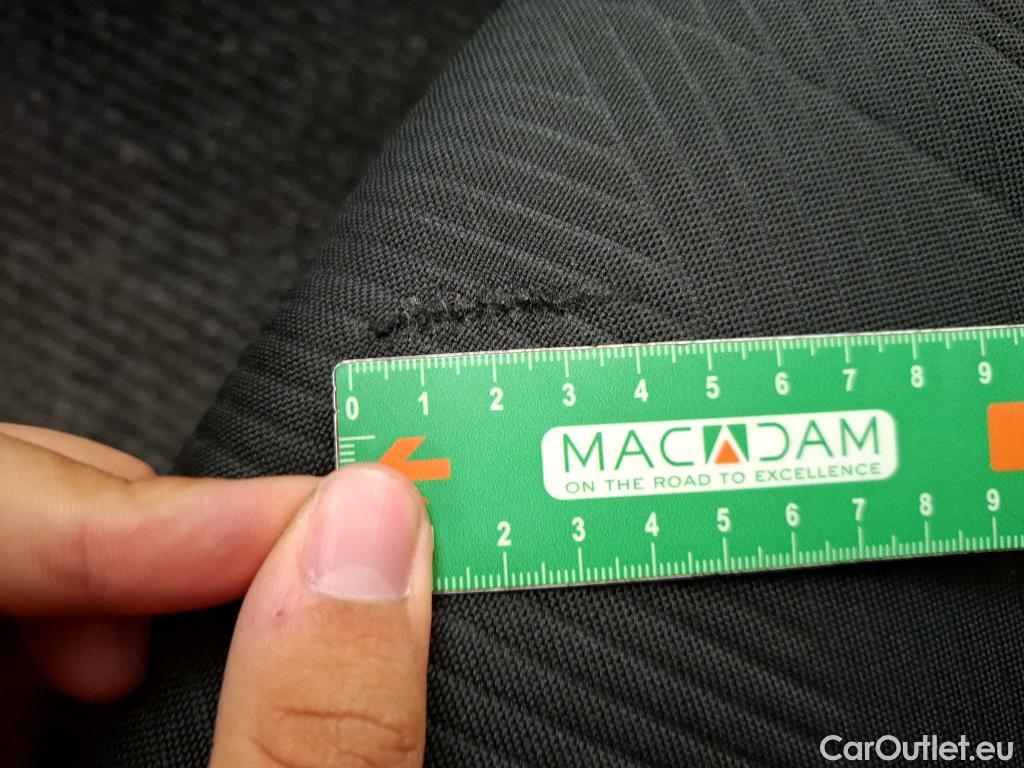 0 1 2 3 4 5 6 7 8 9
MACADAM
ON THE ROAD TO EXCELLENCE
2 3 4 5 6 7 8 9
CarOutlet.eu